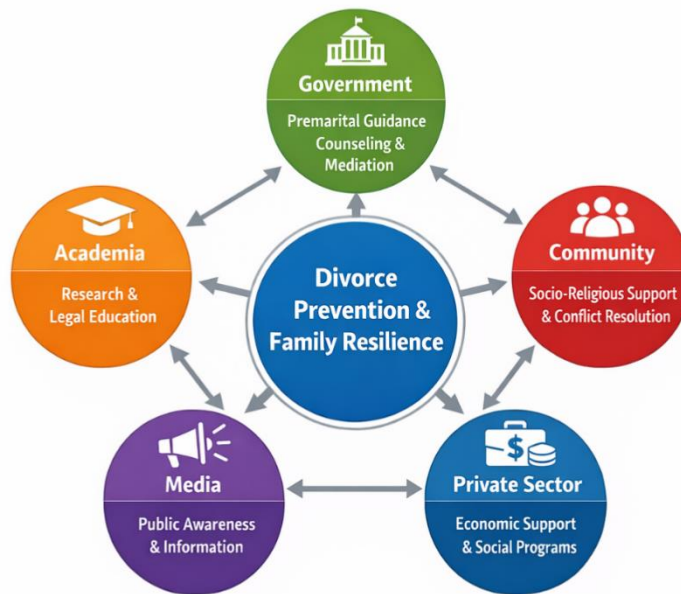 Government
Premarital Guidance
Counseling &
Mediation
Academia
Research &
Legal Education
Divorce
Prevention &
Family Resilience
Community
Socio-Religious Support
& Conflict Resolution
Media
Public Awareness
& Information
$
Private Sector
Economic Support
& Social Programs